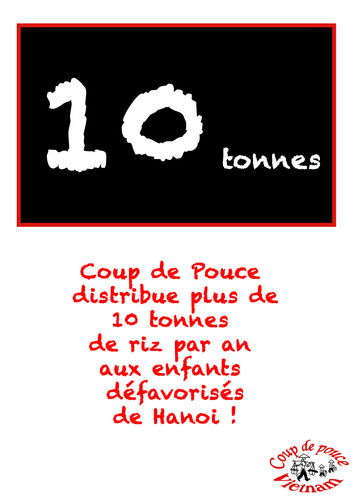 10 tonnes
Coup de Pouce
distribue plus de
10 tonnes
de riz par an
aux enfants
défavorisés
de Hanoi !
Coup de pouce
Vietnam